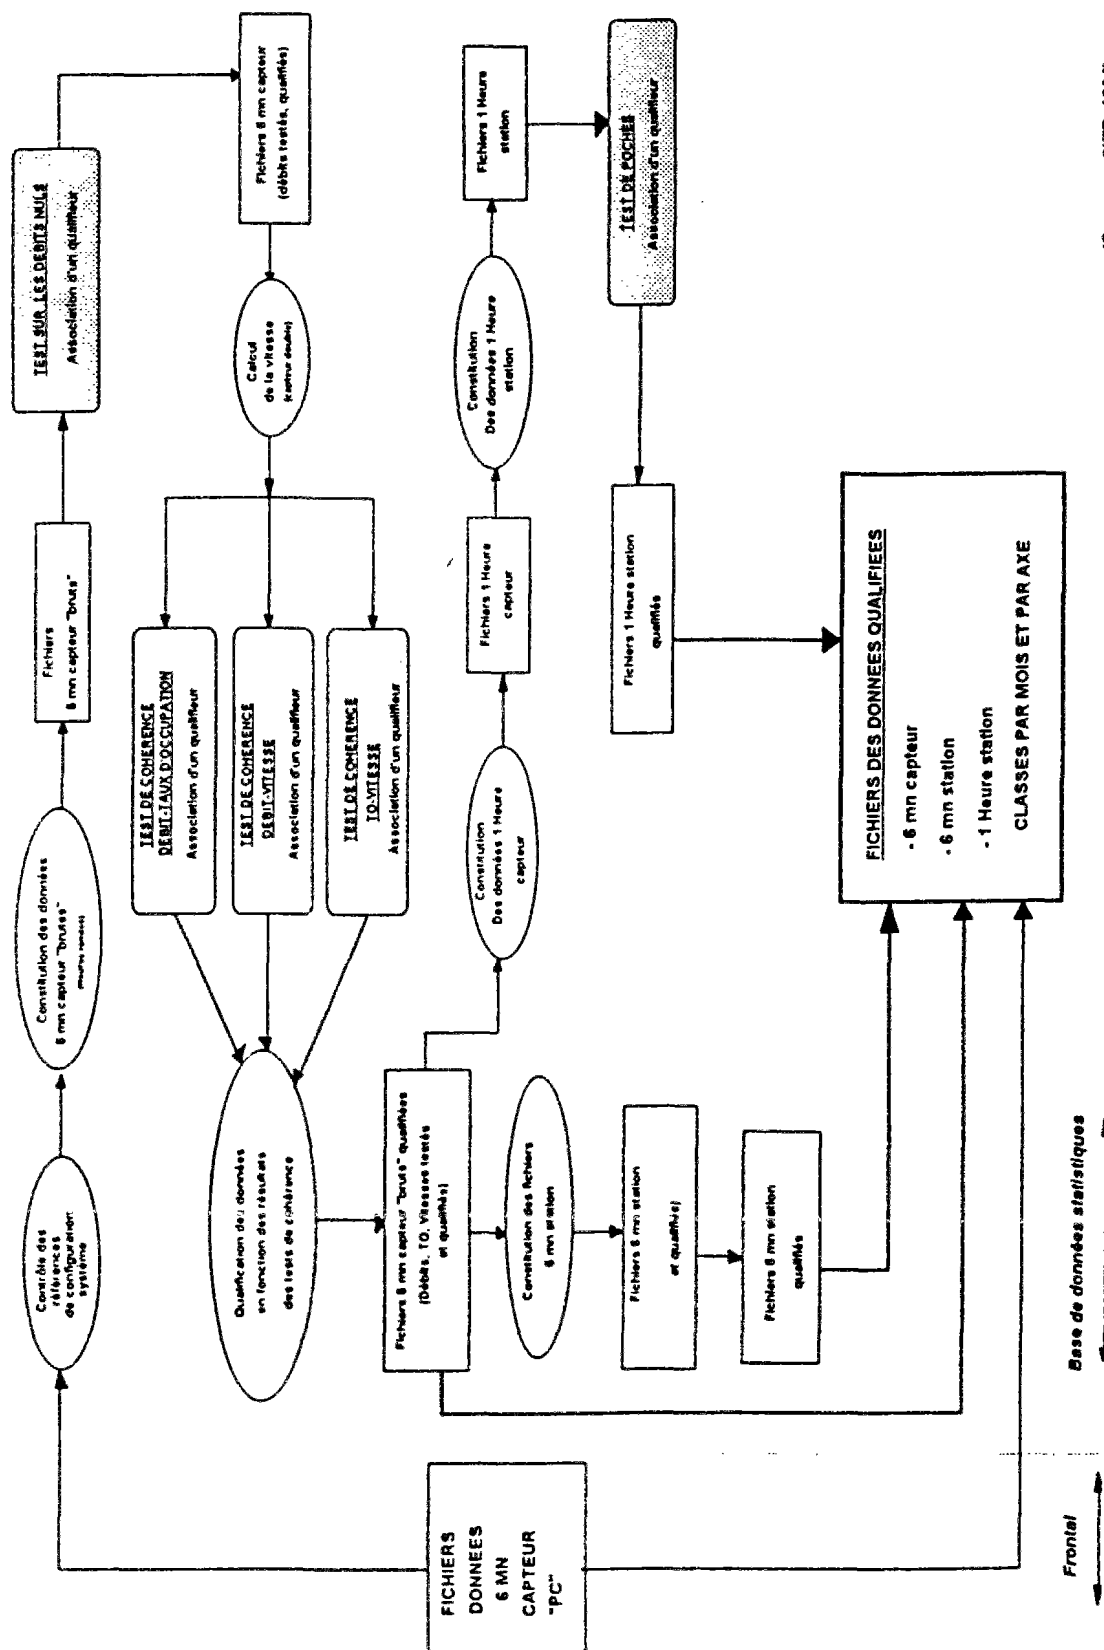 FICHIERS
DONNEES
6 MN
CAPTEUR
"PC"
Contrôle des
références
de configuration
système
Constitution des données
6 mn capteur "brutes"
Fichiers
6 mn capteur "bruts"
TEST SUR LES DEBITS NULS
Association d'un qualifieur
Fichiers 6 mn capteur
(débits testés, qualifiés)
Calcul
de la vitesse
(capteur double)
TEST DE COHERENCE
DEBIT-TAUX D'OCCUPATION
Association d'un qualifieur
TEST DE COHERENCE
DEBIT-VITESSE
Association d'un qualifieur
TEST DE COHERENCE
TO-VITESSE
Association d'un qualifieur
Qualification des données
en fonction des résultats
des tests de cohérence
Fichiers 6 mn capteur "bruts" qualifiées
(Débits, TO, Vitesses testés
et qualifiés)
Constitution
Des données 1 Heure
capteur
Fichiers 1 Heure
capteur
Constitution
Des données 1 Heure
station
Fichiers 1 Heure
station
TEST DE POCHES
Association d'un qualifieur
Fichiers 1 Heure station
qualifiés
Constitution des fichiers
6 mn station
Fichiers 6 mn station
et qualifiés)
Fichiers 6 mn station
qualifiés
FICHIERS DES DONNEES QUALIFIEES
- 6 mn capteur
- 6 mn station
- 1 Heure station
CLASSES PAR MOIS ET PAR AXE
Frontal
Base de données statistiques